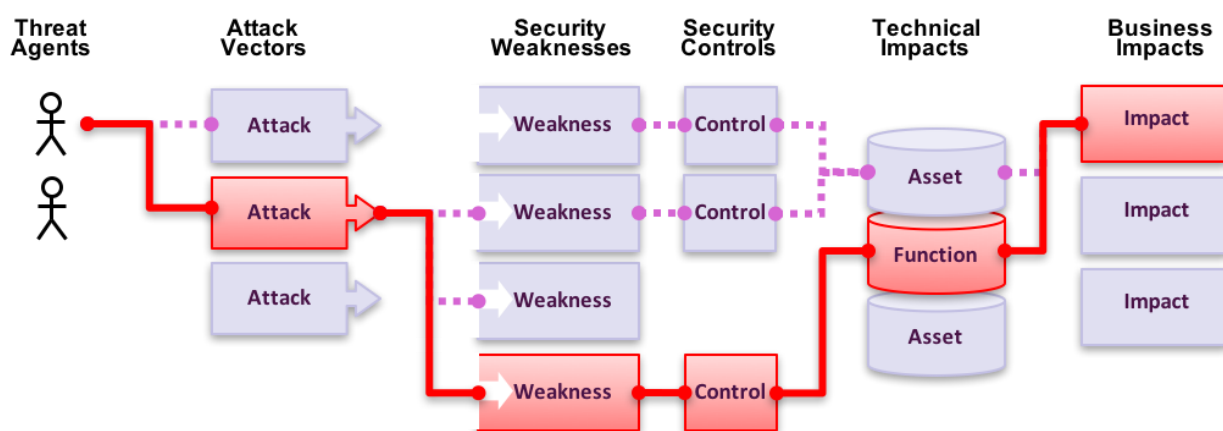 Threat
Agents
Attack
Vectors
Security
Weaknesses
Security
Controls
Technical
Impacts
Business
Impacts
Attack
Weakness
Control
Impact
Asset
Attack
Weakness
Control
Impact
Function
Attack
Weakness
Impact
Asset
Weakness
Control